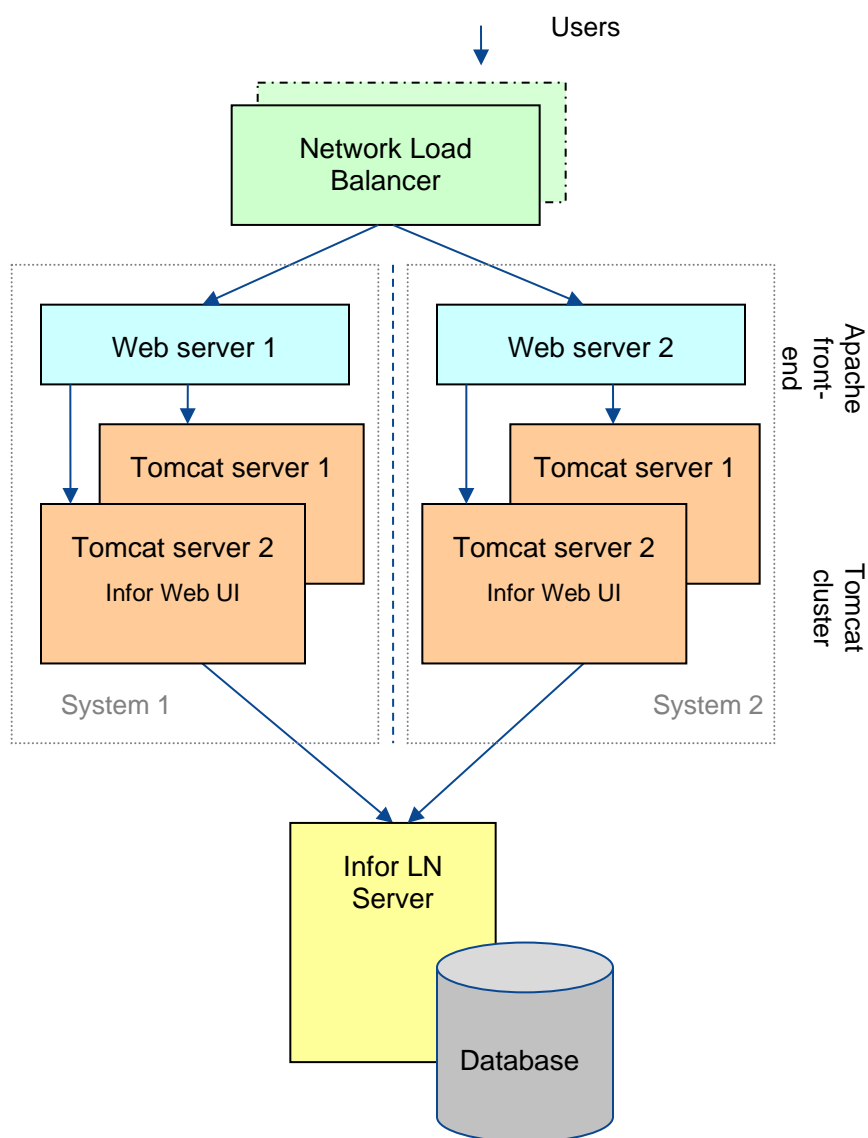 Users
Network Load
Balancer
Web server 1
Web server 2
Apache
front-
end
Tomcat server 1
Tomcat server 1
Tomcat server 2
Infor Web UI
Tomcat server 2
Infor Web UI
Tomcat
cluster
System 1
System 2
Infor LN
Server
Database